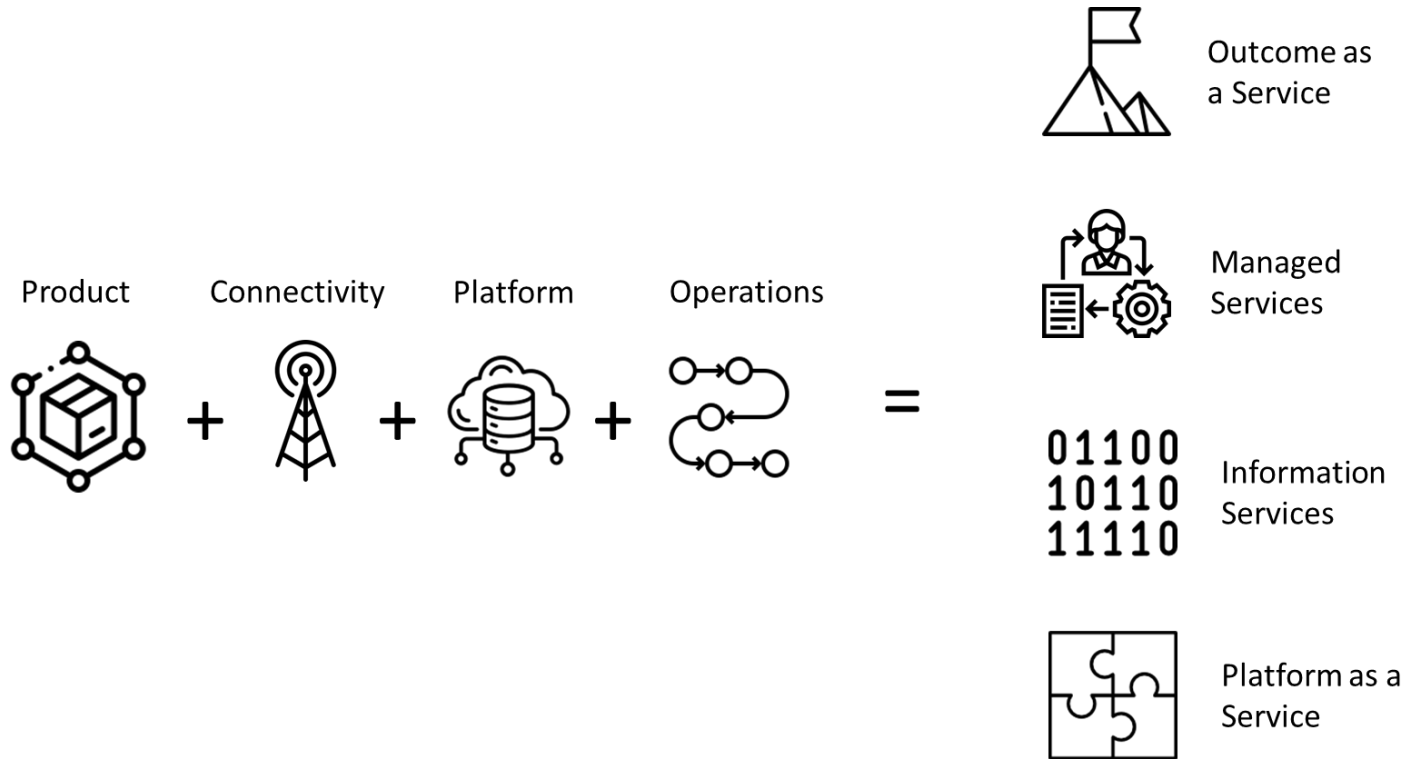 Outcome as
a Service
Managed
Services
Product Connectivity Platform Operations
+ + + + =
01100
10110
11110
Information
Services
Platform as a
Service